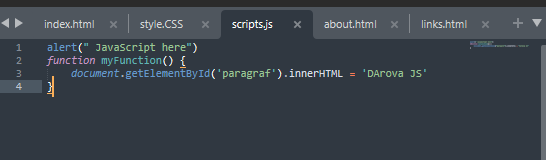 index.html style.CSS scripts.js about.html links.html
1 alert(" JavaScript here")
2 function myFunction() {
3 document.getElementById('paragraf').innerHTML = 'DArova JS'
4 }